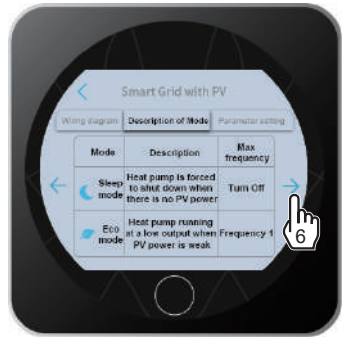 Smart Grid with PV
Wiring diagram Description of Mode Parameter setting
Mode Description Max frequency
Sleep mode Heat pump is forced to shut down when there is no PV power Turn Off
Eco mode Heat pump running at a low output when PV power is weak Frequency 1
6